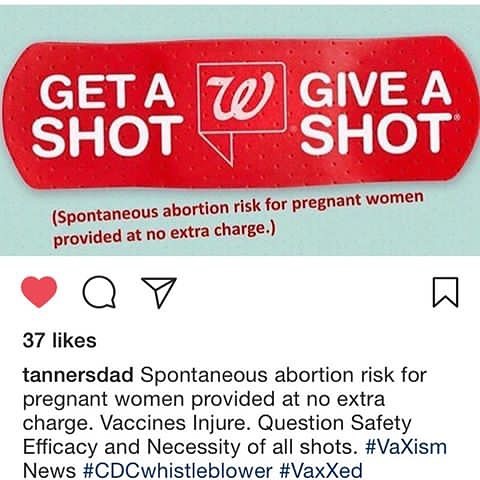 GET A W GIVE A
SHOT SHOT®
(Spontaneous abortion risk for pregnant women
provided at no extra charge.)
37 likes
tannersdad Spontaneous abortion risk for
pregnant women provided at no extra
charge. Vaccines Injure. Question Safety
Efficacy and Necessity of all shots. #VaXism
News #CDCwhistleblower #VaxXed